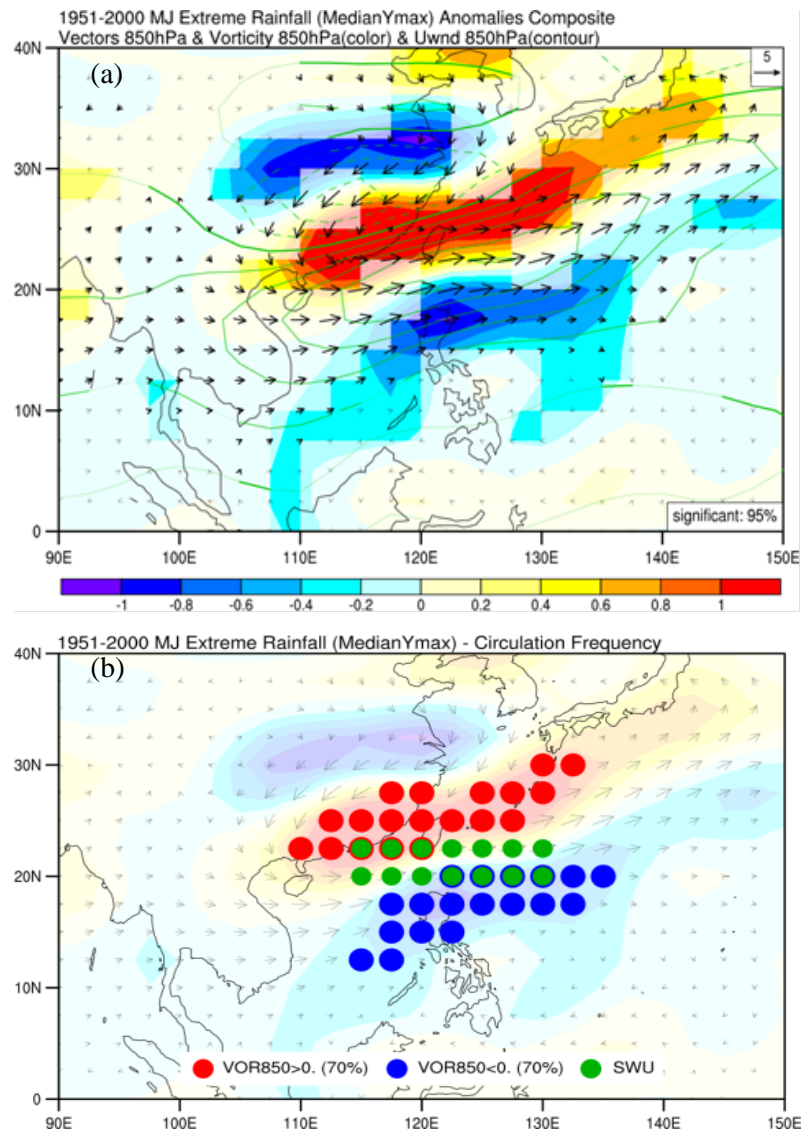 1951-2000 MJ Extreme Rainfall (MedianYmax) Anomalies Composite
Vectors 850hPa & Vorticity 850hPa(color) & Uwnd 850hPa(contour)
40N
(a)
5
30N
20N
10N
0
significant: 95%
90E 100E 110E 120E 130E 140E 150E
-1 -0.8 -0.6 -0.4 -0.2 0 0.2 0.4 0.6 0.8 1
1951-2000 MJ Extreme Rainfall (MedianYmax) - Circulation Frequency
40N
(b)
30N
20N
10N
VOR850>0. (70%) VOR850<0. (70%) SWU
0
90E 100E 110E 120E 130E 140E 150E